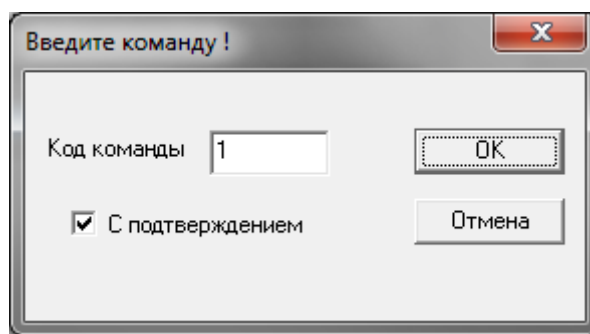 Введите команду !
Код команды 1 OK
С подтверждением Отмена